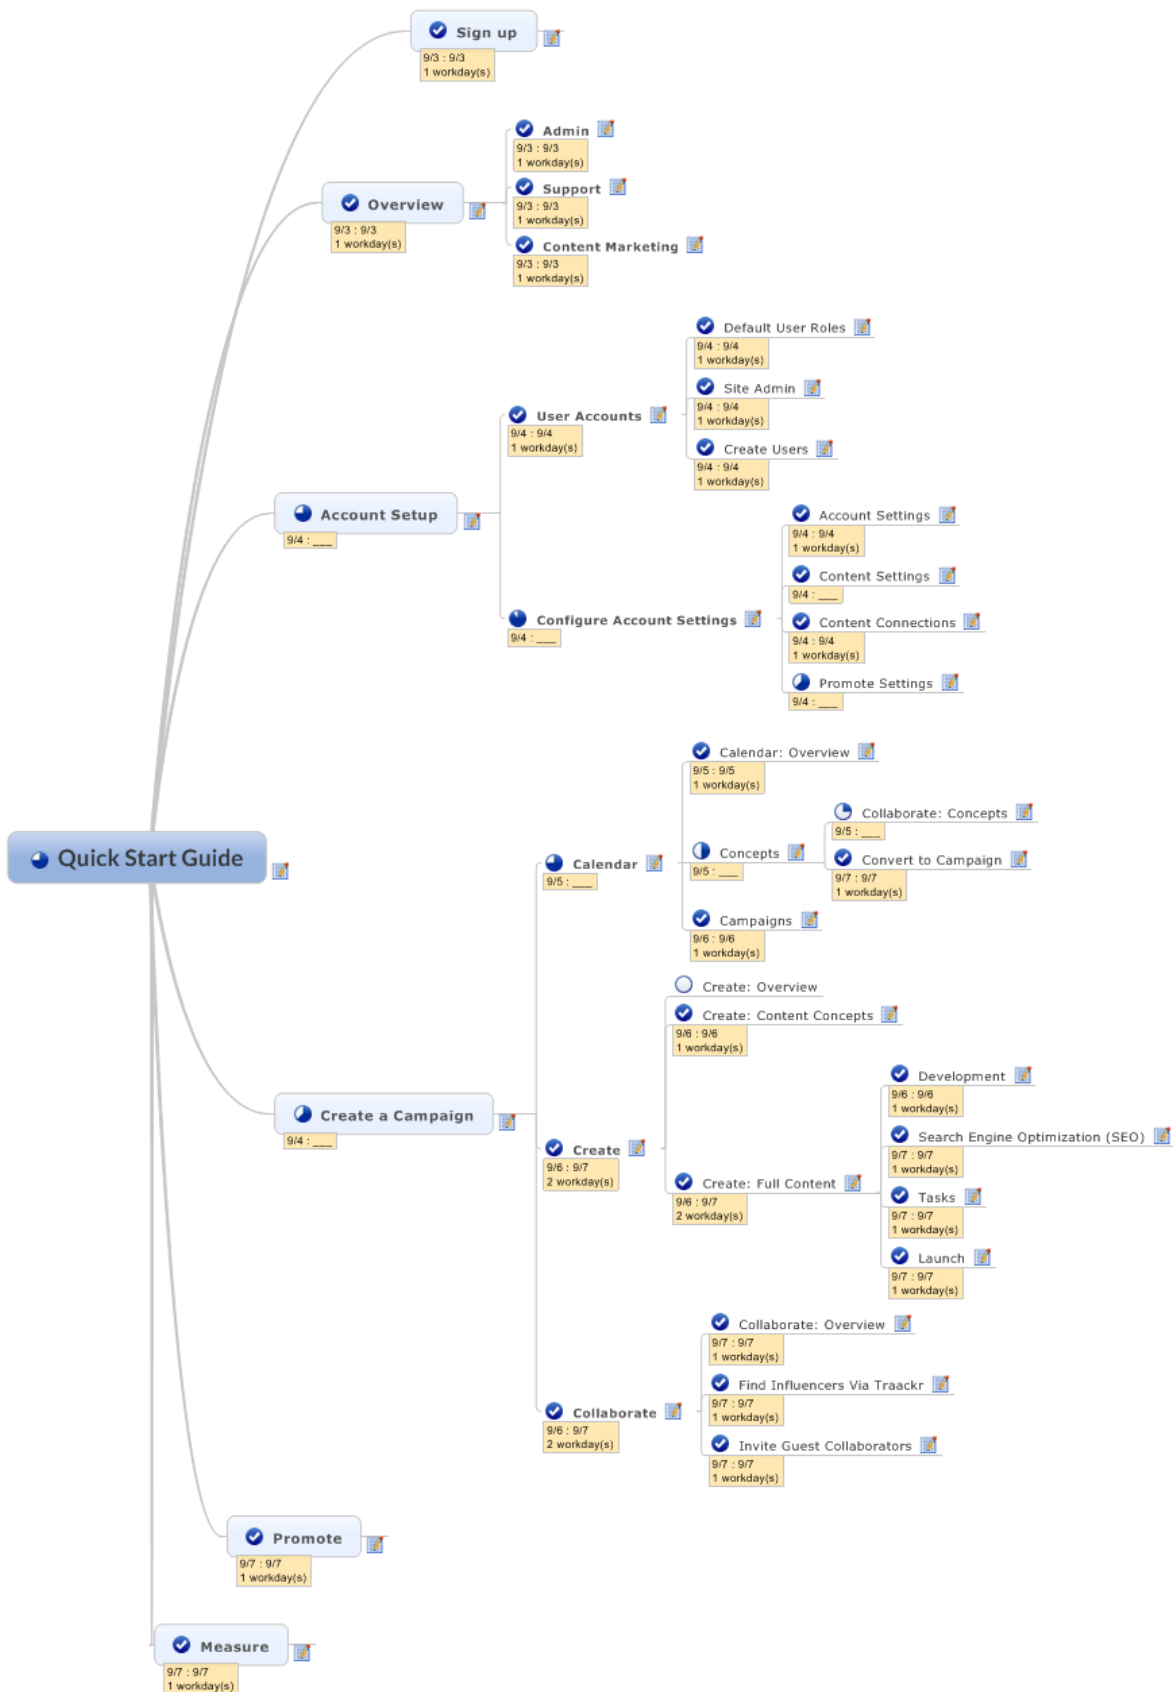 Sign up
9/3 : 9/3
1 workday(s)
Overview
9/3 : 9/3
1 workday(s)
Admin
9/3 : 9/3
1 workday(s)
Support
9/3 : 9/3
1 workday(s)
Content Marketing
9/3 : 9/3
1 workday(s)
Account Setup
9/4 : ___
User Accounts
9/4 : 9/4
1 workday(s)
Default User Roles
9/4 : 9/4
1 workday(s)
Site Admin
9/4 : 9/4
1 workday(s)
Create Users
9/4 : 9/4
1 workday(s)
Configure Account Settings
9/4 : ___
Account Settings
9/4 : 9/4
1 workday(s)
Content Settings
9/4 : ___
Content Connections
9/4 : 9/4
1 workday(s)
Promote Settings
9/4 : ___
Quick Start Guide
Create a Campaign
9/4 : ___
Calendar
9/5 : ___
Calendar: Overview
9/5 : 9/5
1 workday(s)
Concepts
9/5 : ___
Collaborate: Concepts
9/5 : ___
Convert to Campaign
9/7 : 9/7
1 workday(s)
Campaigns
9/6 : 9/6
1 workday(s)
Create
9/6 : 9/7
2 workday(s)
Create: Overview
Create: Content Concepts
9/6 : 9/6
1 workday(s)
Create: Full Content
9/6 : 9/7
2 workday(s)
Development
9/6 : 9/6
1 workday(s)
Search Engine Optimization (SEO)
9/7 : 9/7
1 workday(s)
Tasks
9/7 : 9/7
1 workday(s)
Launch
9/7 : 9/7
1 workday(s)
Collaborate
9/6 : 9/7
2 workday(s)
Collaborate: Overview
9/7 : 9/7
1 workday(s)
Find Influencers Via Traackr
9/7 : 9/7
1 workday(s)
Invite Guest Collaborators
9/7 : 9/7
1 workday(s)
Promote
9/7 : 9/7
1 workday(s)
Measure
9/7 : 9/7
1 workday(s)